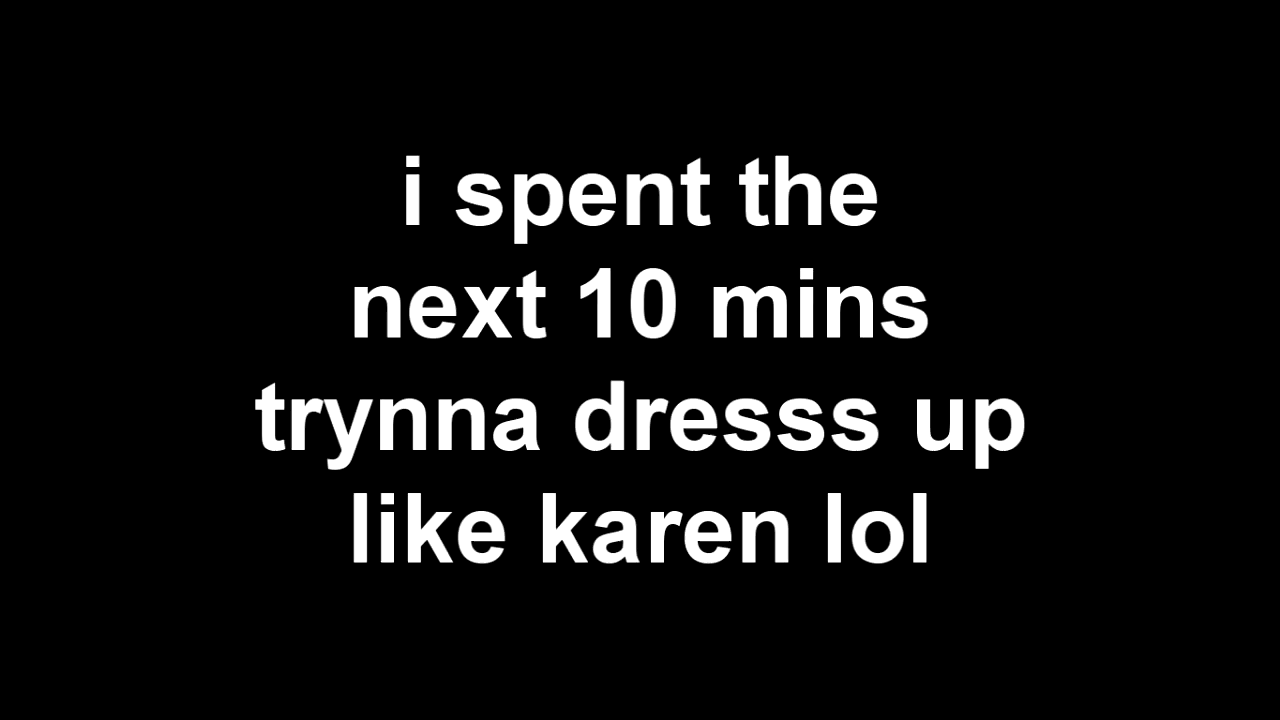 i spent the
next 10 mins
trynna dresss up
like karen lol